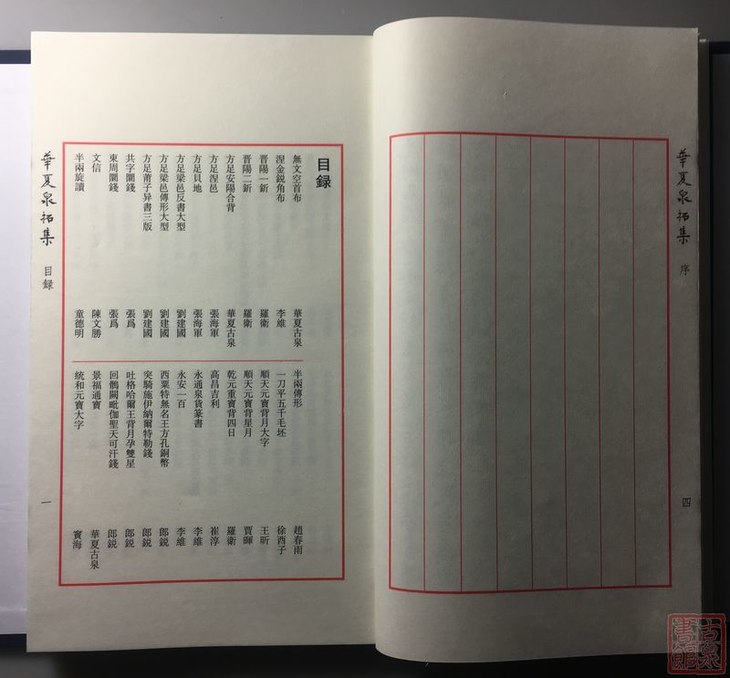 華夏泉拓集 序
四
目録
無文空首布 華夏古泉
涅金鋭角布 李維
晋陽一釿 羅衛
晋陽二釿 羅衛
方足安陽合背 華夏古泉
方足涅邑 張海軍
方足貝地 張海軍
方足梁邑反書大型 劉建國
方足梁邑傳形大型 劉建國
方足莆子异書三版 劉建國
共字圜錢 張爲
東周圜錢 張爲
文信 陳文勝
半兩旋讀 童德明
半兩傳形 趙春雨
一刀平五千毛坯 徐酉子
順天元寶背月大字 王昕
順天元寶背星月 賈暉
乾元重寶背四日 羅衛
高昌吉利 崔淳
永通泉貨篆書 李維
永安一百 李維
西粟特無名王方孔銅幣 郎鋭
突騎施伊納爾特勒錢 郎鋭
吐格哈爾王背月孕雙星 郎鋭
回鶻闕毗伽聖天可汗錢 郎鋭
景福通寶 華夏古泉
統和元寶大字 寶海
華夏泉拓集 目録
一
古泉